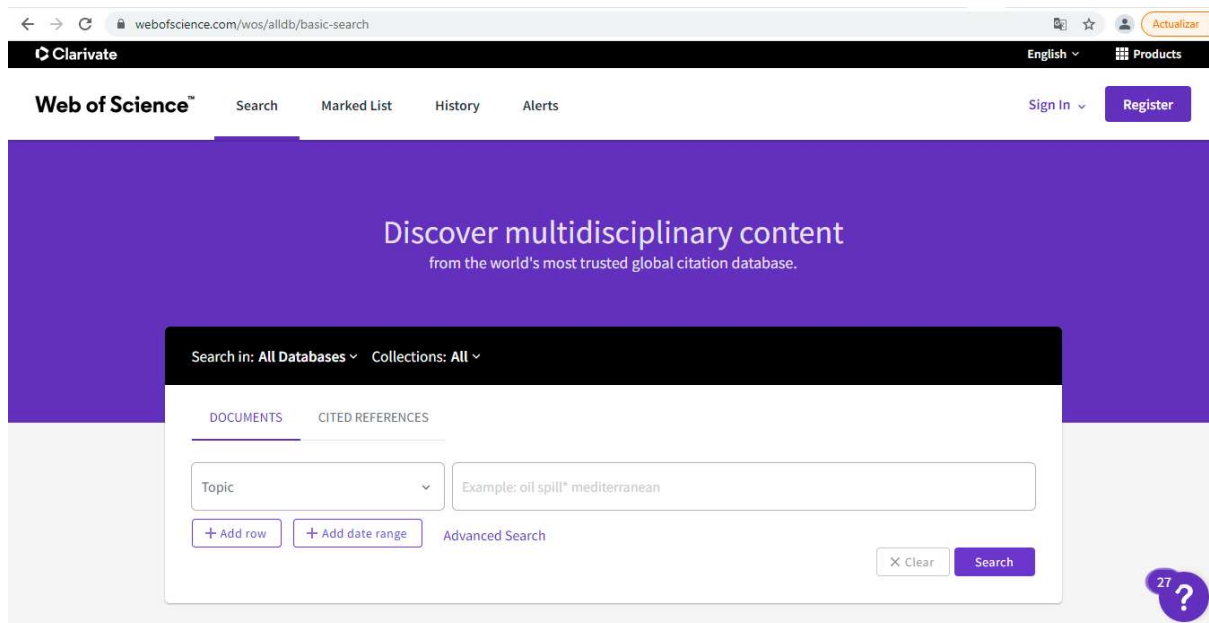 webofscience.com/wos/alldb/basic-search
Actualizar
Clarivate
English
Products
Web of Science™
Search
Marked List
History
Alerts
Sign In
Register
Discover multidisciplinary content
from the world's most trusted global citation database.
Search in: All Databases Collections: All
DOCUMENTS
CITED REFERENCES
Topic
Example: oil spill* mediterranean
+ Add row
+ Add date range
Advanced Search
× Clear
Search
27
?